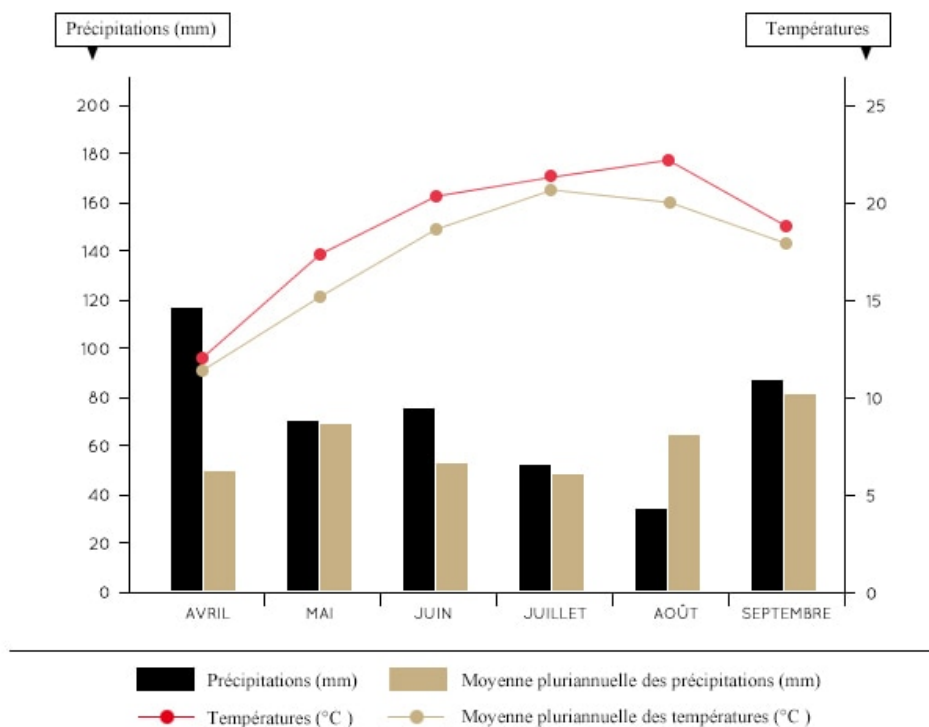 Précipitations (mm) Températures
200 25
180
160 20
140
120 15
100
80 10
60
40 5
20
0 0
AVRIL MAI JUIN JUILLET AOÛT SEPTEMBRE
Précipitations (mm) Moyenne pluriannuelle des précipitations (mm)
Températures (°C ) Moyenne pluriannuelle des températures (°C )